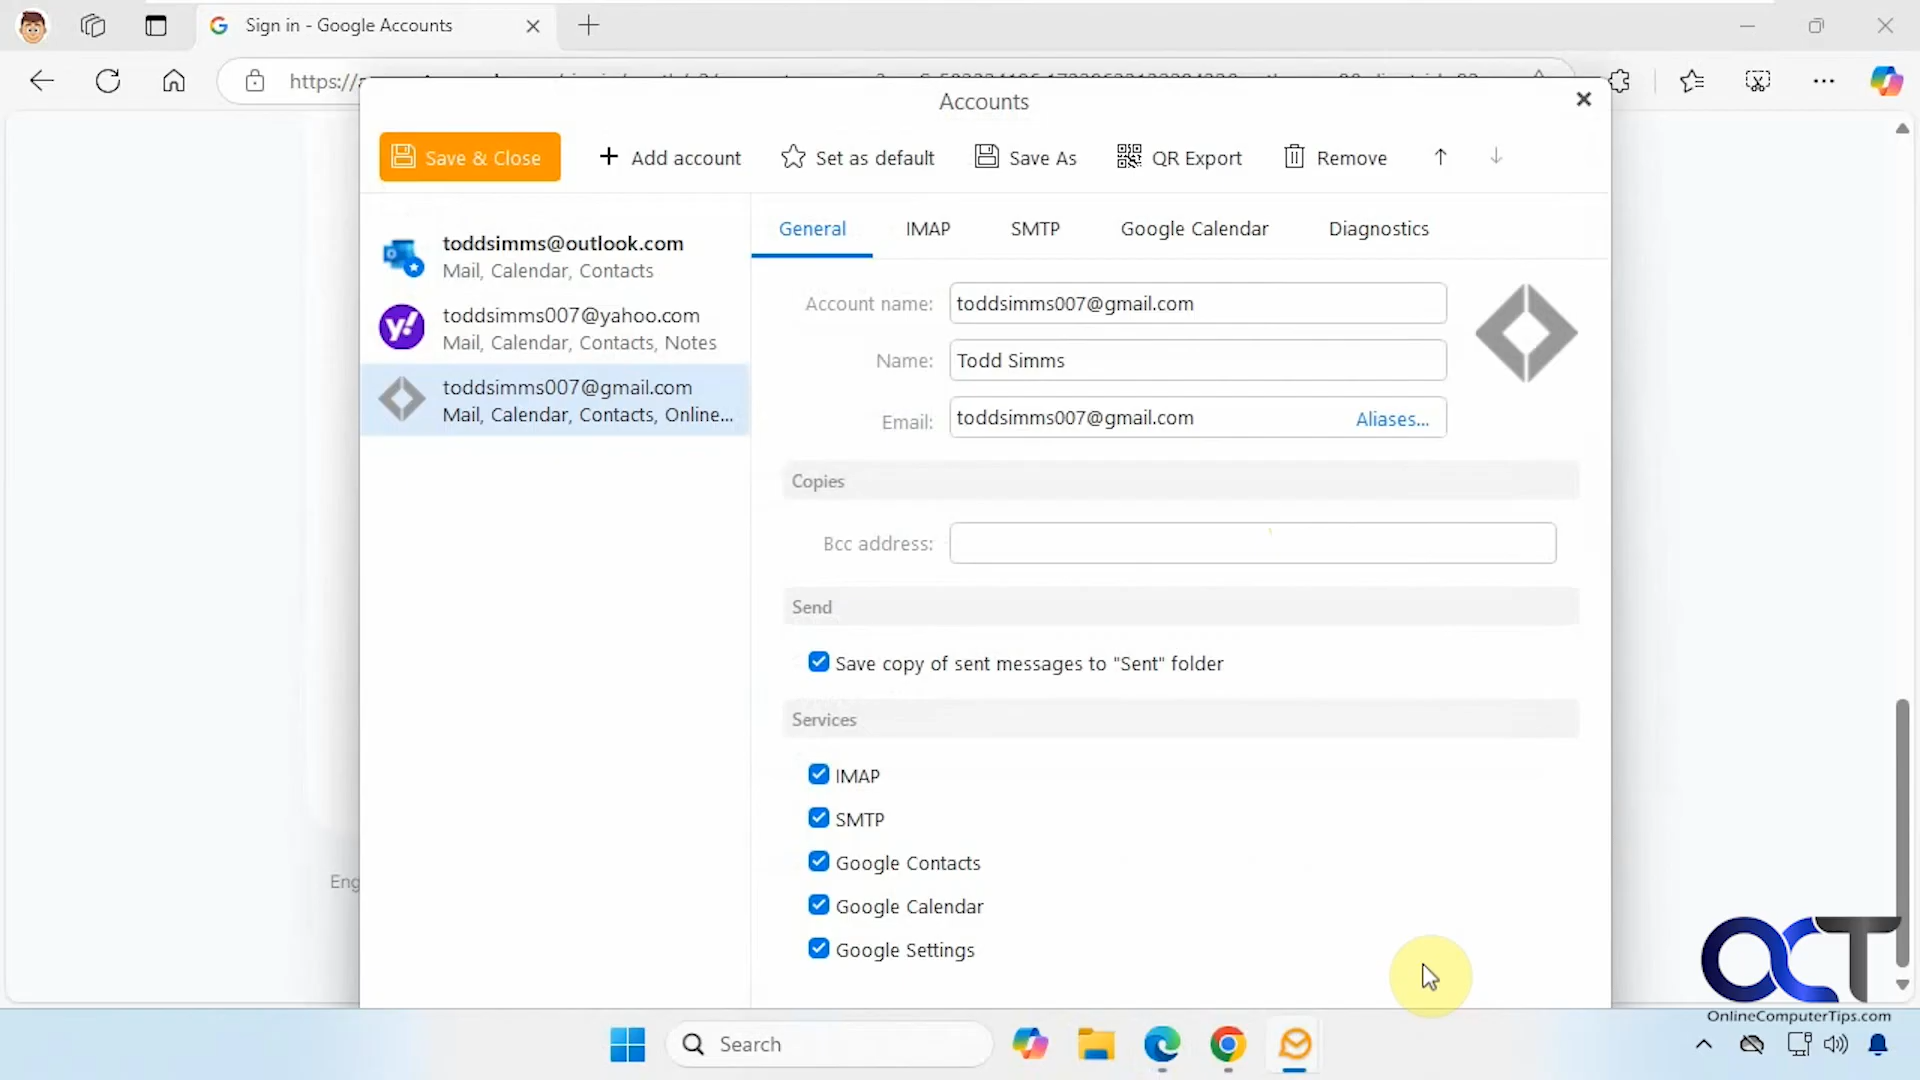 Sign in - Google Accounts
https://a
Accounts
Save & Close
Add account
Set as default
Save As
QR Export
Remove
toddsimms@outlook.com
Mail, Calendar, Contacts
toddsimms007@yahoo.com
Mail, Calendar, Contacts, Notes
toddsimms007@gmail.com
Mail, Calendar, Contacts, Online...
General
IMAP
SMTP
Google Calendar
Diagnostics
Account name:
toddsimms007@gmail.com
Name:
Todd Simms
Email:
toddsimms007@gmail.com
Aliases...
Copies
Bcc address:
Send
Save copy of sent messages to "Sent" folder
Services
IMAP
SMTP
Google Contacts
Google Calendar
Google Settings
Eng
OCT
OnlineComputerTips.com
Search